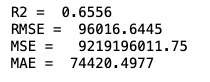 R2 =  0.6556
RMSE =  96016.6445
MSE =  9219196011.75
MAE =  74420.4977